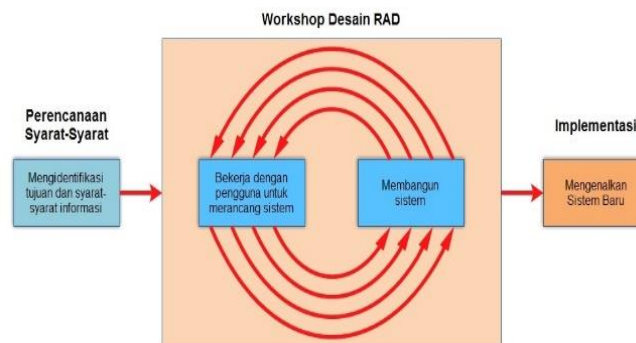 Workshop Desain RAD
Perencanaan
Syarat-Syarat
Mengidentifikasi
tujuan dan syarat-
syarat informasi
Bekerja dengan
pengguna untuk
merancang sistem
Membangun
sistem
Implementasi
Mengenalkan
Sistem Baru